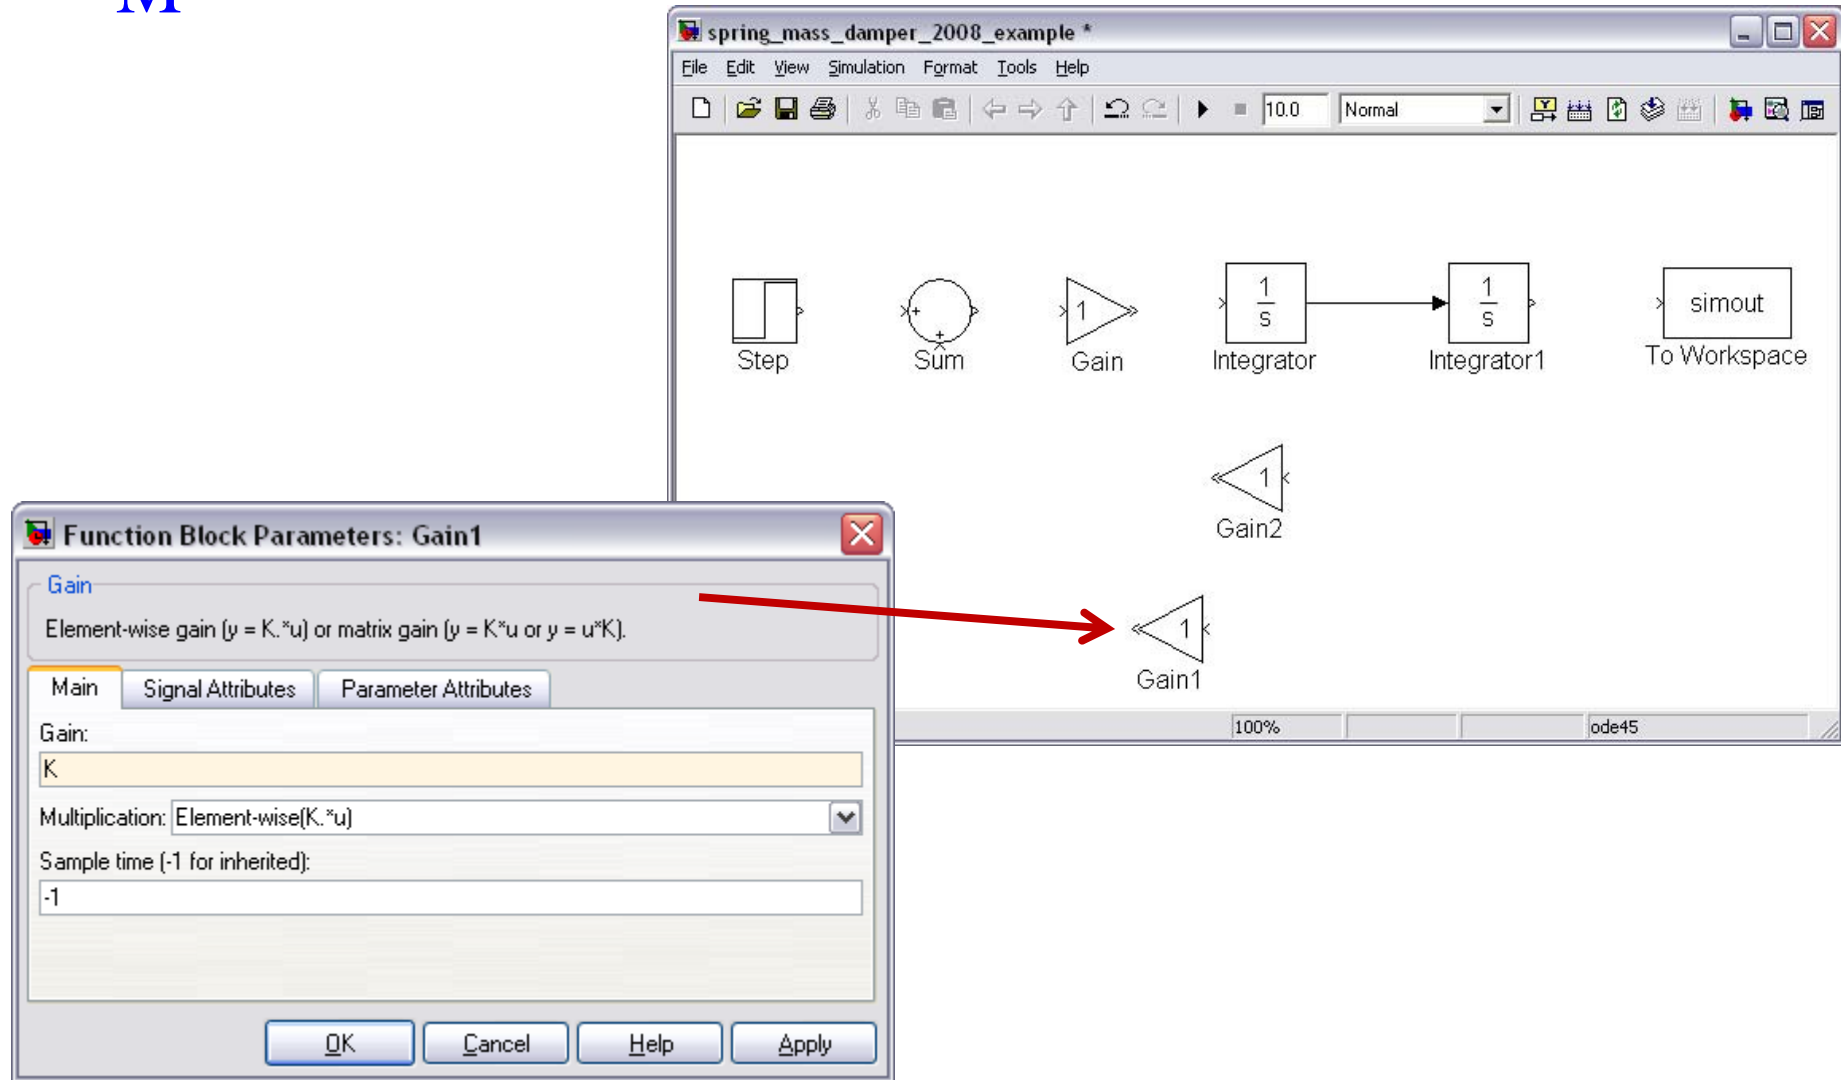 M
spring_mass_damper_2008_example *
File Edit View Simulation Format Tools Help
10.0 Normal
1
s
1
s
simout
1
+
+
Step
Sum
Gain
Integrator
Integrator1
To Workspace
1
Gain2
1
Gain1
100% ode45
Function Block Parameters: Gain1
Gain
Element-wise gain (y = K.*u) or matrix gain (y = K*u or y = u*K).
Main Signal Attributes Parameter Attributes
Gain:
K
Multiplication: Element-wise(K.*u)
Sample time (-1 for inherited):
-1
OK Cancel Help Apply